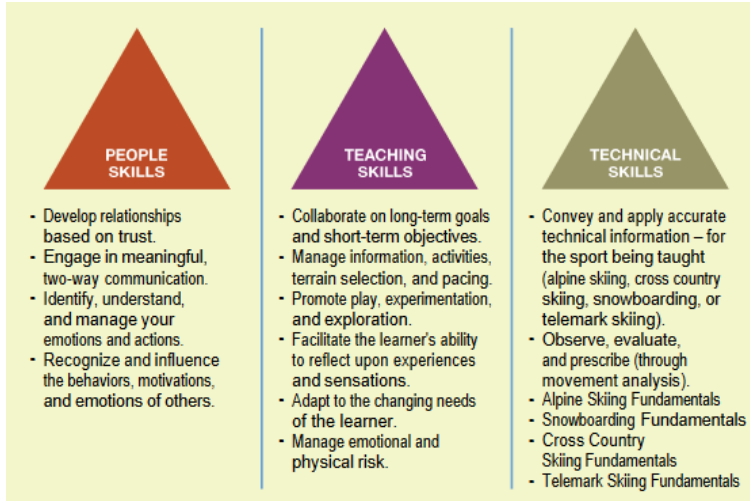 PEOPLE
SKILLS
- Develop relationships
based on trust.
- Engage in meaningful,
two-way communication.
- Identify, understand,
and manage your
emotions and actions.
- Recognize and influence
the behaviors, motivations,
and emotions of others.
TEACHING
SKILLS
- Collaborate on long-term goals
and short-term objectives.
- Manage information, activities,
terrain selection, and pacing.
- Promote play, experimentation,
and exploration.
- Facilitate the learner's ability
to reflect upon experiences
and sensations.
- Adapt to the changing needs
of the learner.
- Manage emotional and
physical risk.
TECHNICAL
SKILLS
- Convey and apply accurate
technical information – for
the sport being taught
(alpine skiing, cross country
skiing, snowboarding, or
telemark skiing).
- Observe, evaluate,
and prescribe (through
movement analysis).
- Alpine Skiing Fundamentals
- Snowboarding Fundamentals
- Cross Country
Skiing Fundamentals
- Telemark Skiing Fundamentals